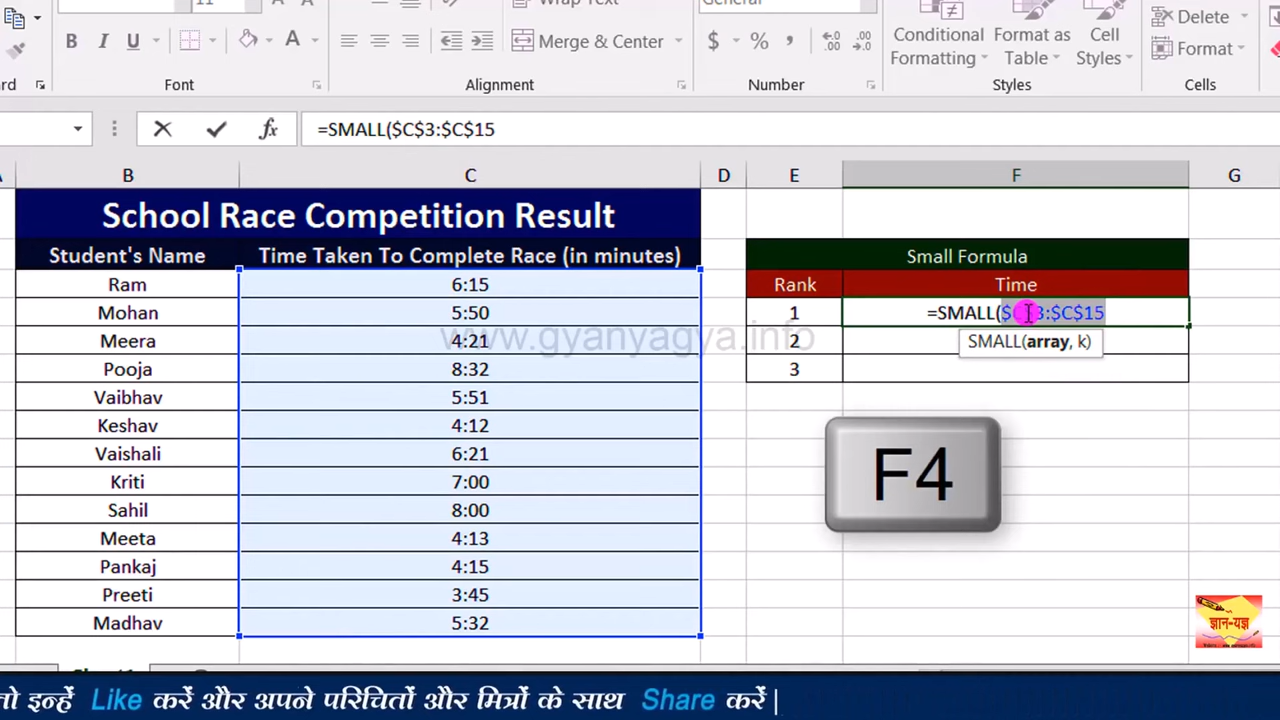 11
Wrap Text
General
Delete
B I U A
Merge & Center
$ % ,
Conditional Formatting
Format as Table
Cell Styles
Format
rd
Font
Alignment
Number
Styles
Cells
fx
=SMALL($C$3:$C$15
A B C D E F G
School Race Competition Result
Student's Name Time Taken To Complete Race (in minutes)
Small Formula
Ram 6:15
Rank Time
Mohan 5:50
1 =SMALL($C$3:$C$15
www.gyanyagya.info
Meera 4:21
2
SMALL(array, k)
Pooja 8:32
3
Vaibhav 5:51
Keshav 4:12
Vaishali 6:21
Kriti 7:00
F4
Sahil 8:00
Meeta 4:13
Pankaj 4:15
Preeti 3:45
Madhav 5:32
ज्ञान-यज्ञ
तो इन्हें Like करें और अपने परिचितों और मित्रों के साथ Share करें |